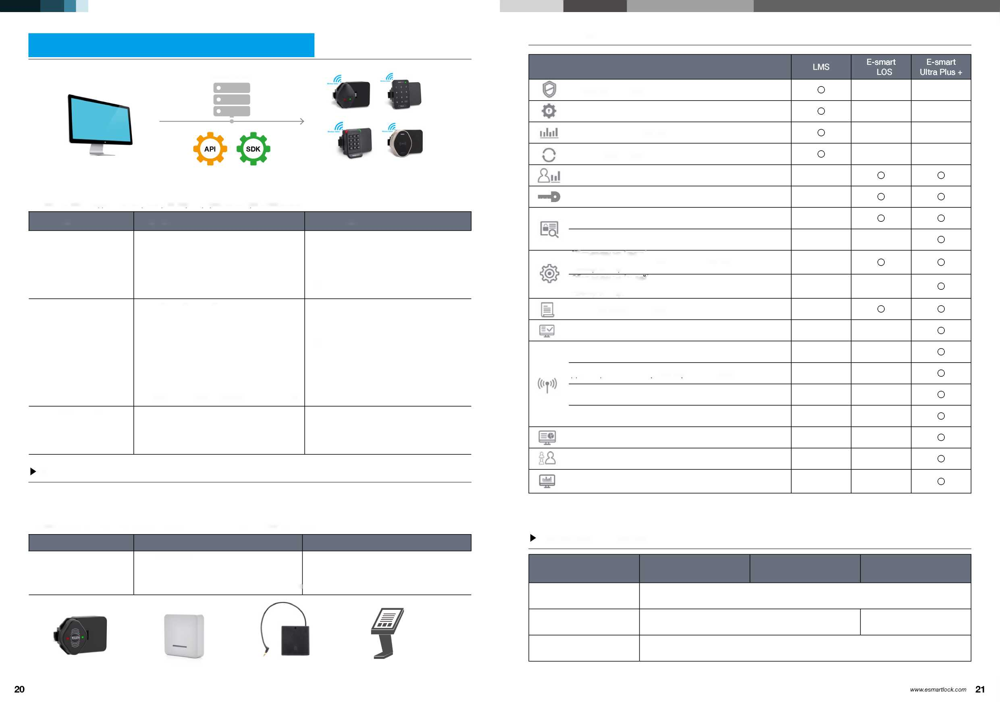 API
SDK
LMS
E-smart
LOS
E-smart
Ultra Plus +
20
www.esmartlock.com
21